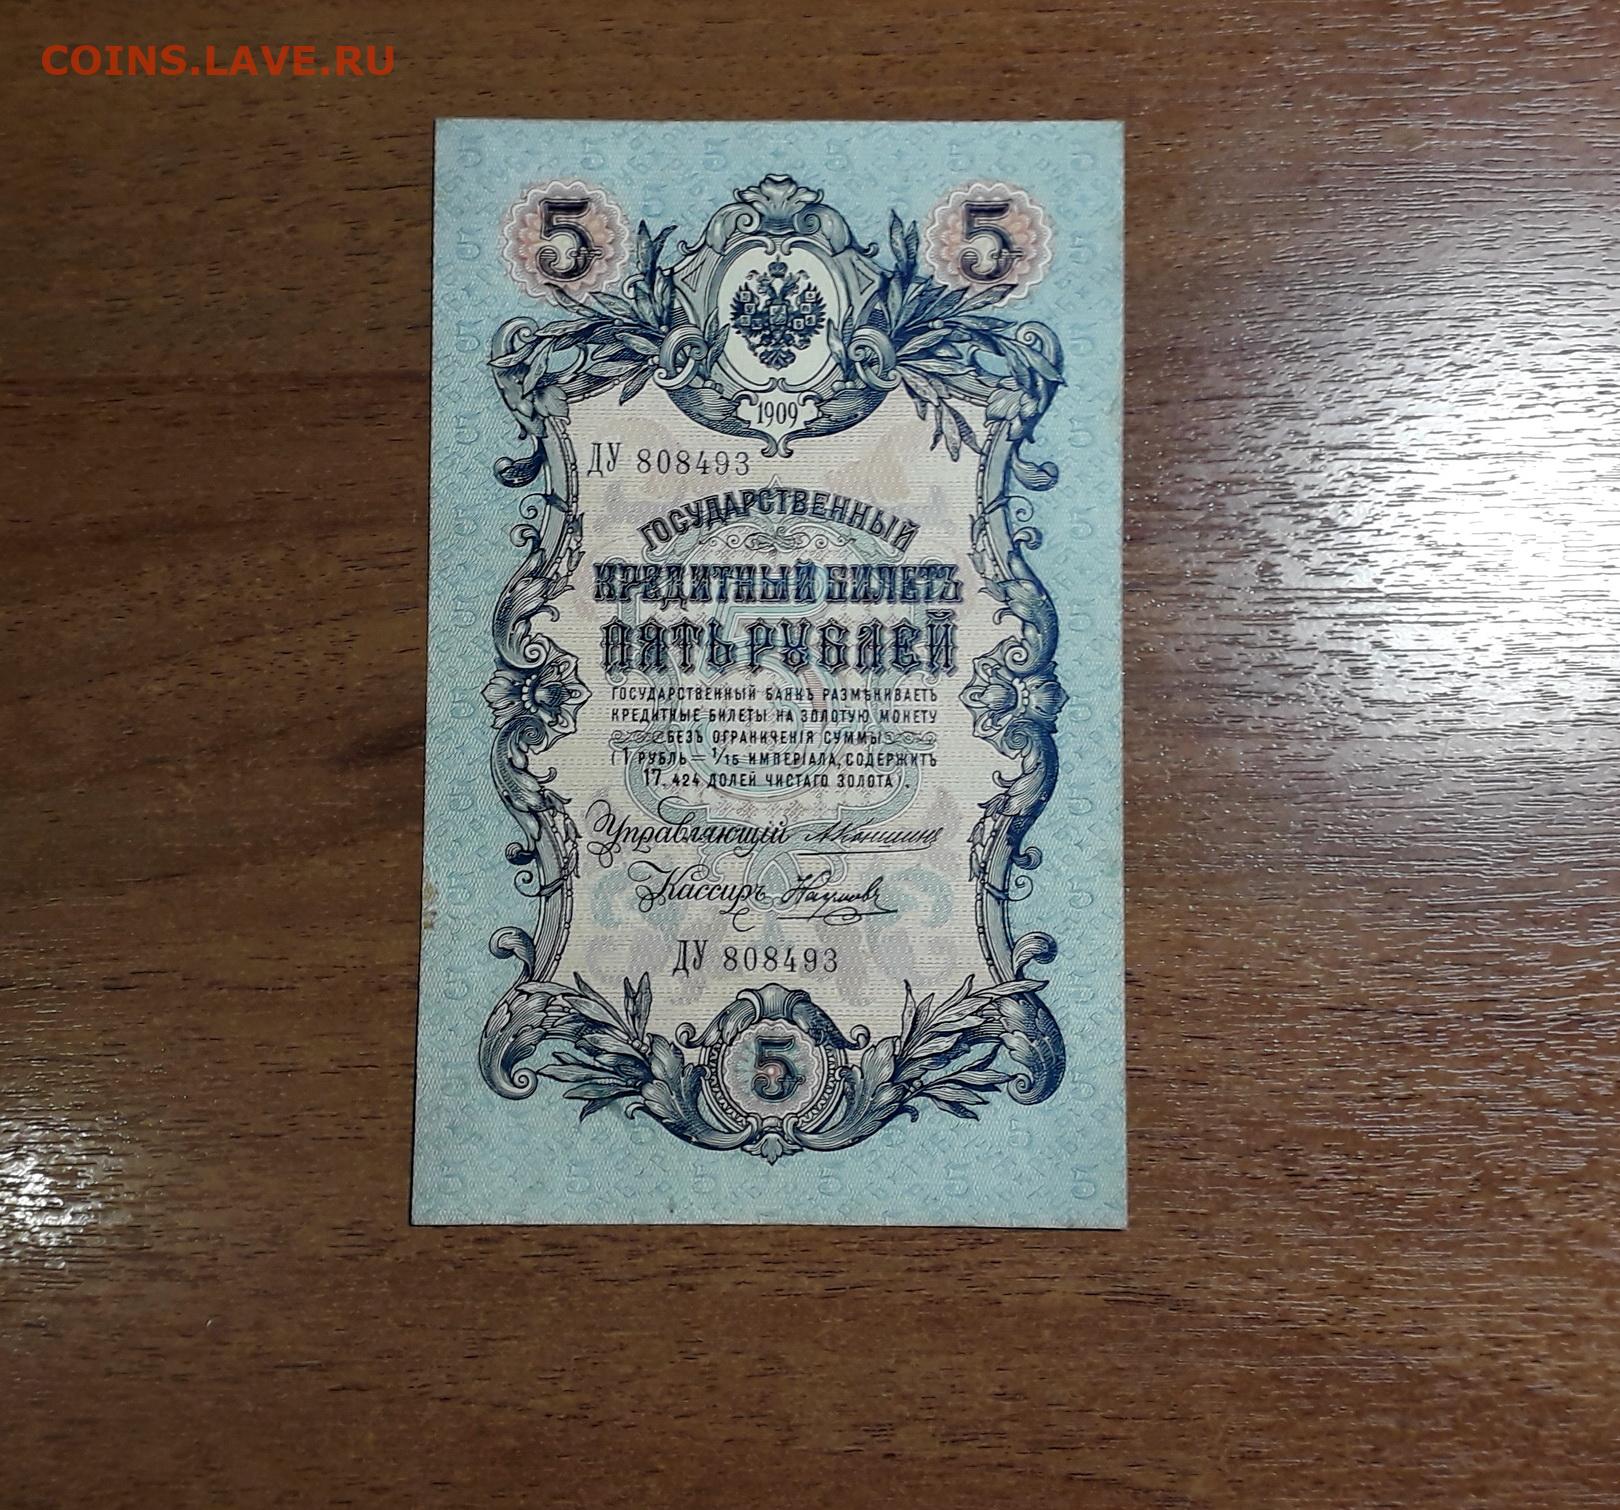 COINS.LAVE.RU
5 5
1909
ДУ 808493
ГОСУДАРСТВЕННЫЙ
КРЕДИТНЫЙ БИЛЕТЪ
ПЯТЬ РУБЛЕЙ
ГОСУДАРСТВЕННЫЙ БАНКЪ РАЗМѢНИВАЕТЪ
КРЕДИТНЫЕ БИЛЕТЫ НА ЗОЛОТУЮ МОНЕТУ
БЕЗЪ ОГРАНИЧЕНІЯ СУММЫ
(1 РУБЛЬ = 1/15 ИМПЕРІАЛА, СОДЕРЖИТЪ
17,424 ДОЛЕЙ ЧИСТАГО ЗОЛОТА).
Управляющій АКоншинъ
Кассиръ Наумовъ
ДУ 808493
5